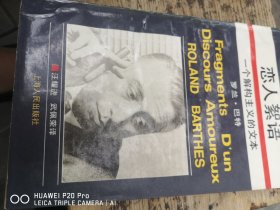 恋人絮语
一个解构主义的文本
罗兰·巴特
Fragments D'un
Discours Amoureux
ROLAND BARTHES
汪耀进 武佩荣译
上海人民出版社
HUAWEI P20 Pro
LEICA TRIPLE CAMERA | AI